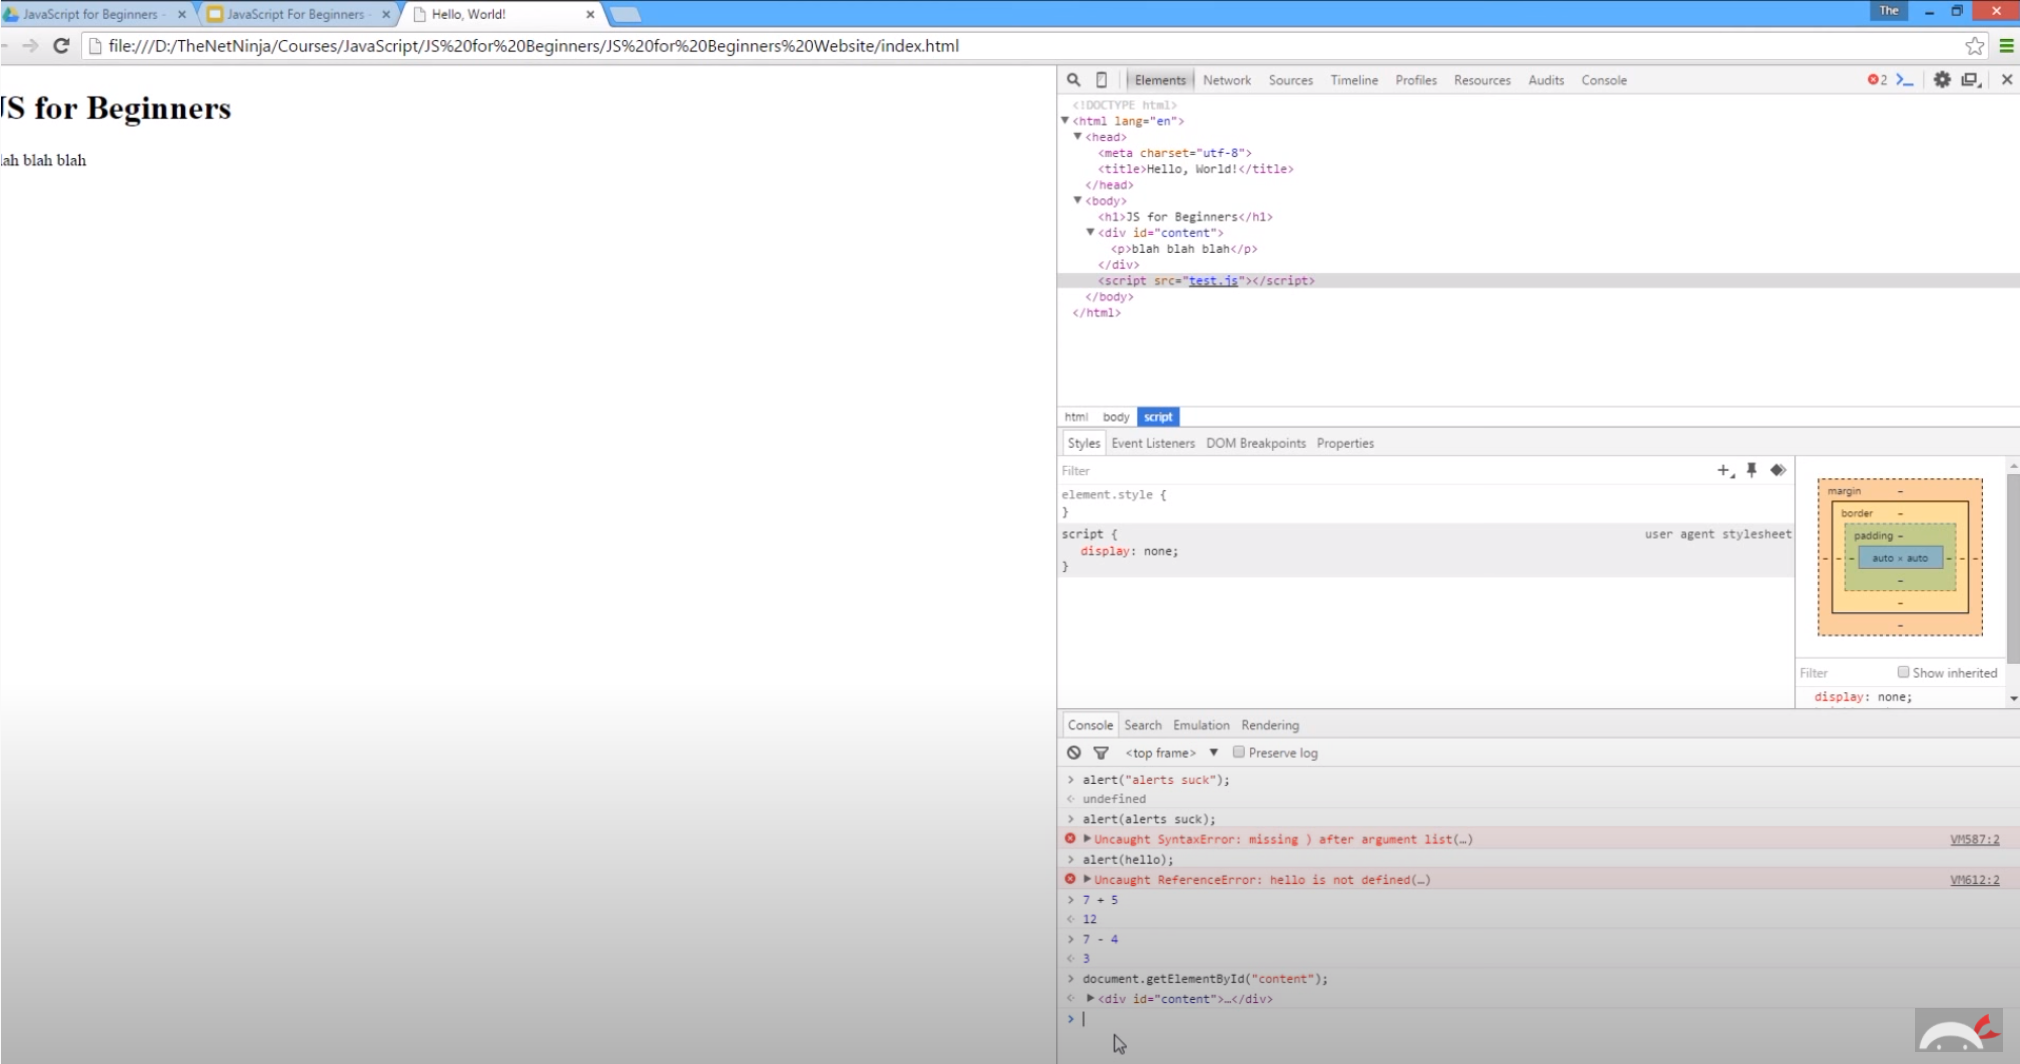 JavaScript for Beginners -
JavaScript For Beginners -
Hello, World!
The
file:///D:/TheNetNinja/Courses/JavaScript/JS%20for%20Beginners/JS%20for%20Beginners%20Website/index.html
JS for Beginners
lah blah blah
Elements Network Sources Timeline Profiles Resources Audits Console
2
<!DOCTYPE html>
<html lang="en">
<head>
<meta charset="utf-8">
<title>Hello, World!</title>
</head>
<body>
<h1>JS for Beginners</h1>
<div id="content">
<p>blah blah blah</p>
</div>
<script src="test.js"></script>
</body>
</html>
html body script
Styles Event Listeners DOM Breakpoints Properties
Filter
element.style {
}
script { user agent stylesheet
display: none;
}
margin -
border -
padding -
- - - auto × auto - - -
-
-
-
Filter Show inherited
display: none;
Console Search Emulation Rendering
<top frame> ▼ Preserve log
> alert("alerts suck");
undefined
> alert(alerts suck);
Uncaught SyntaxError: missing ) after argument list(…) VM587:2
> alert(hello);
Uncaught ReferenceError: hello is not defined(…) VM612:2
> 7 + 5
12
> 7 - 4
3
> document.getElementById("content");
<div id="content">…</div>
>